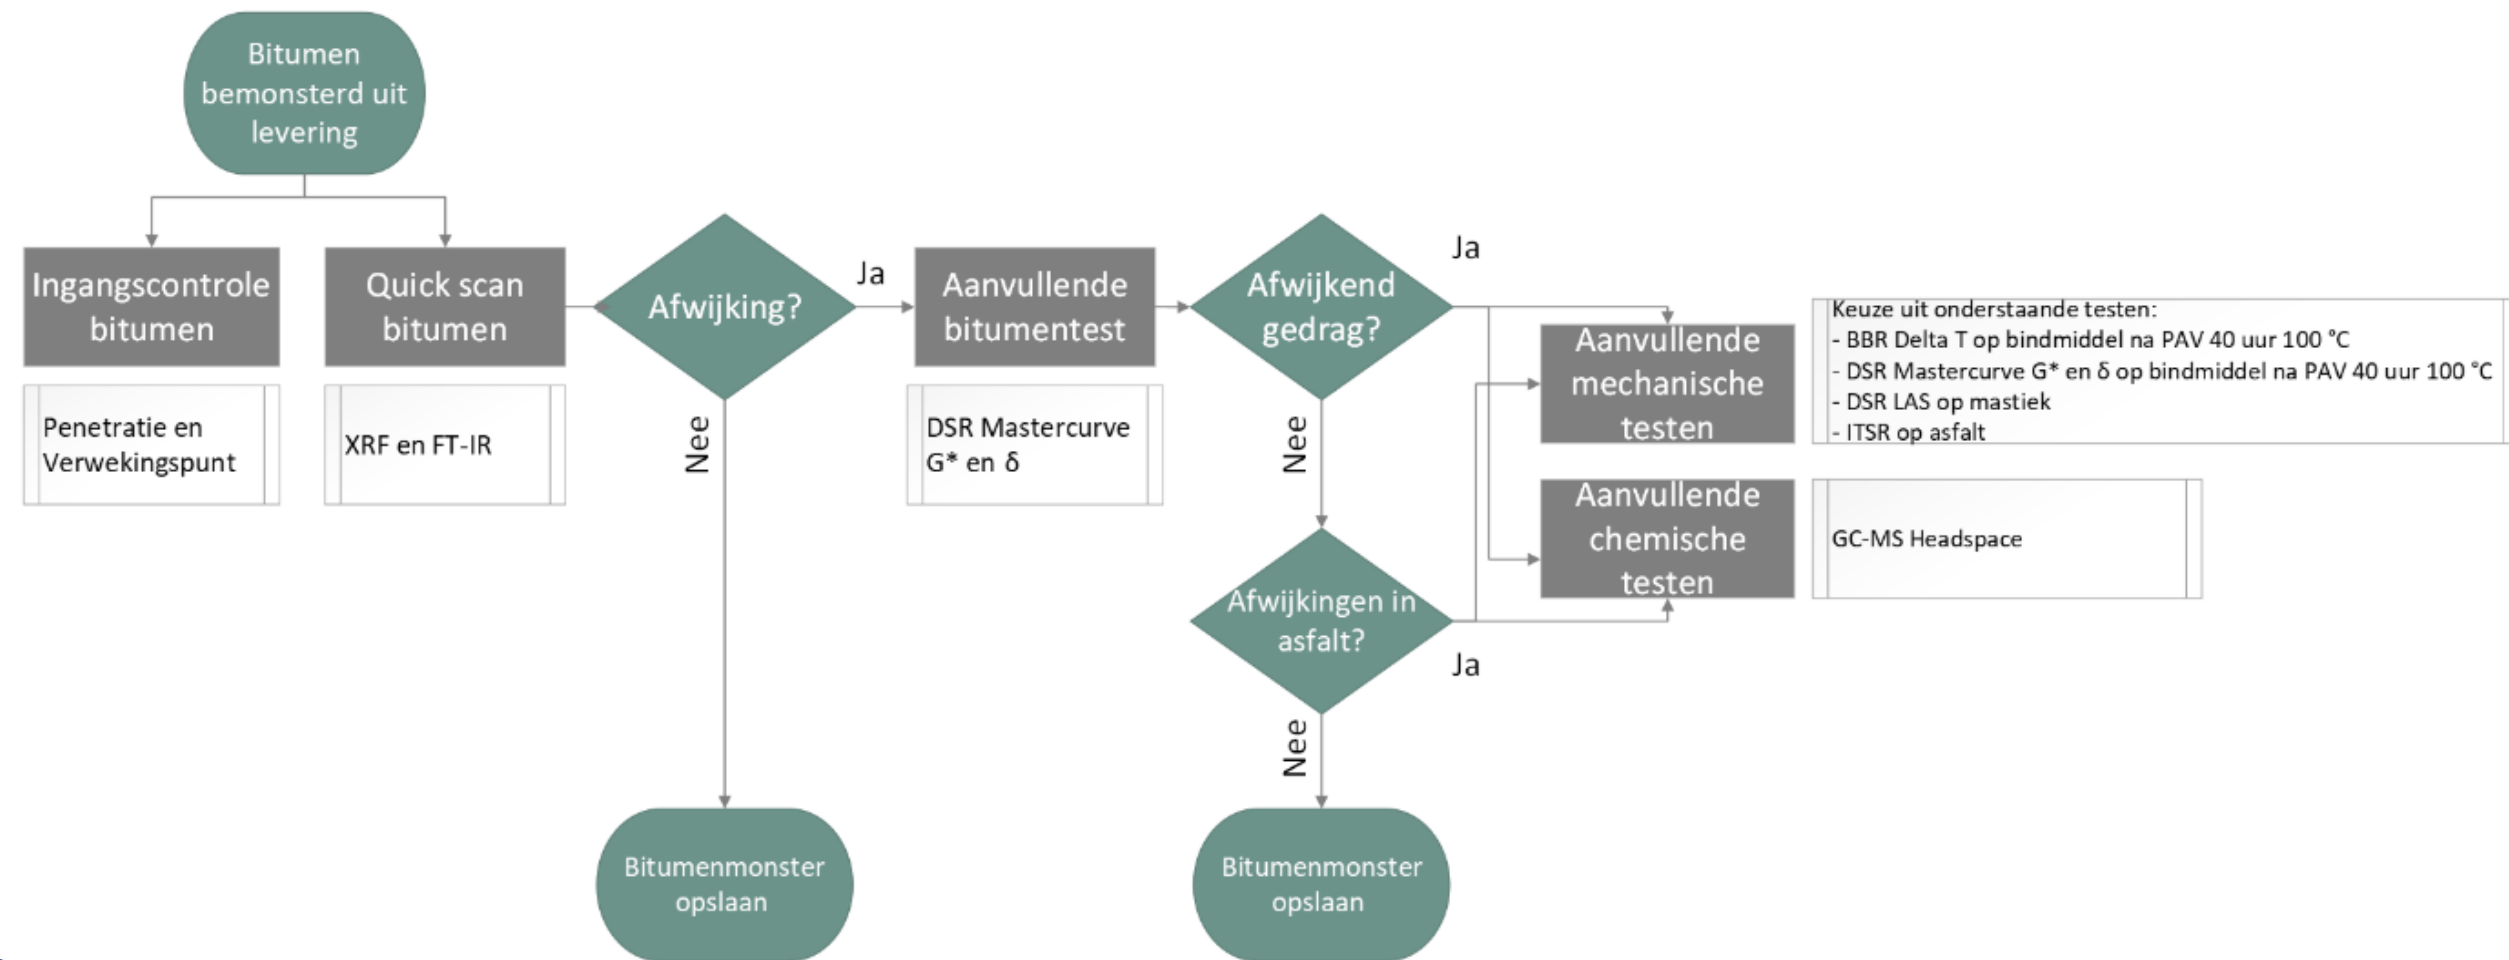 Bitumen
bemonsterd uit
levering
Ingangscontrole
bitumen
Penetratie en
Verwekingspunt
Quick scan
bitumen
XRF en FT-IR
Afwijking?
Ja
Nee
Bitumenmonster
opslaan
Aanvullende
bitumentest
DSR Mastercurve
G* en δ
Afwijkend
gedrag?
Ja
Nee
Afwijkingen in
asfalt?
Ja
Nee
Bitumenmonster
opslaan
Aanvullende
mechanische
testen
Keuze uit onderstaande testen:
- BBR Delta T op bindmiddel na PAV 40 uur 100 °C
- DSR Mastercurve G* en δ op bindmiddel na PAV 40 uur 100 °C
- DSR LAS op mastiek
- ITSR op asfalt
Aanvullende
chemische
testen
GC-MS Headspace